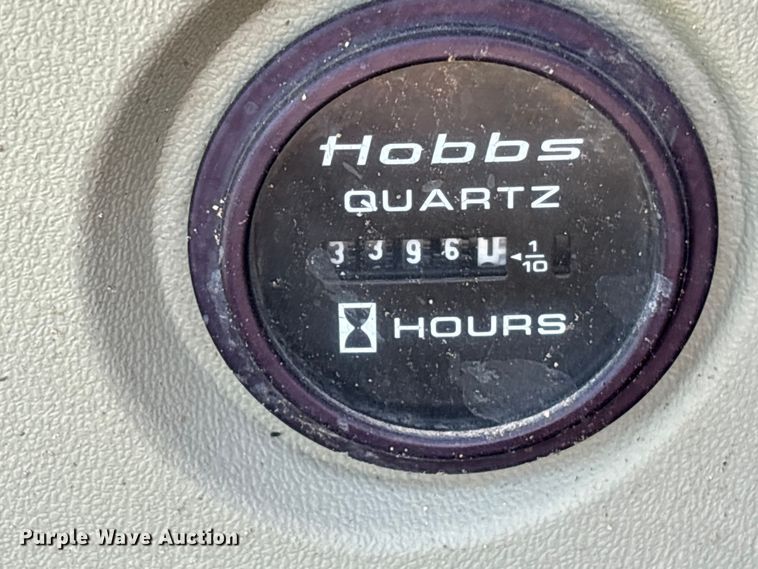 Hobbs
QUARTZ
3396 1/10
HOURS
Purple Wave Auction